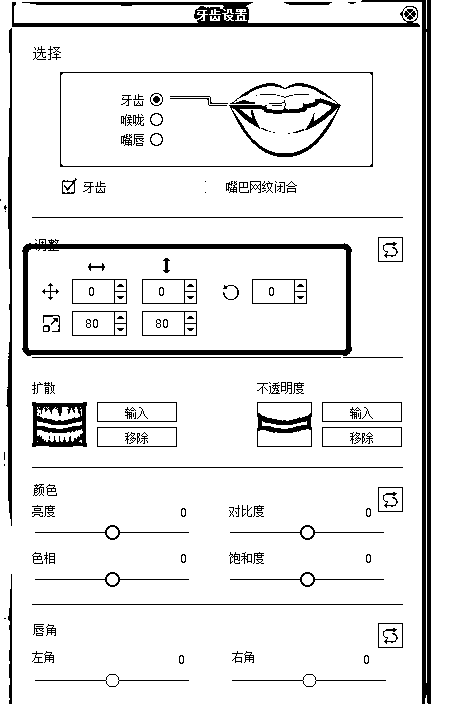 牙齿设置
选择
牙齿
喉咙
嘴唇
牙齿 嘴巴网纹闭合
调整
0 0 0
80 80
扩散 不透明度
输入 输入
移除 移除
颜色
亮度 0 对比度 0
色相 0 饱和度 0
唇角
左角 0 右角 0